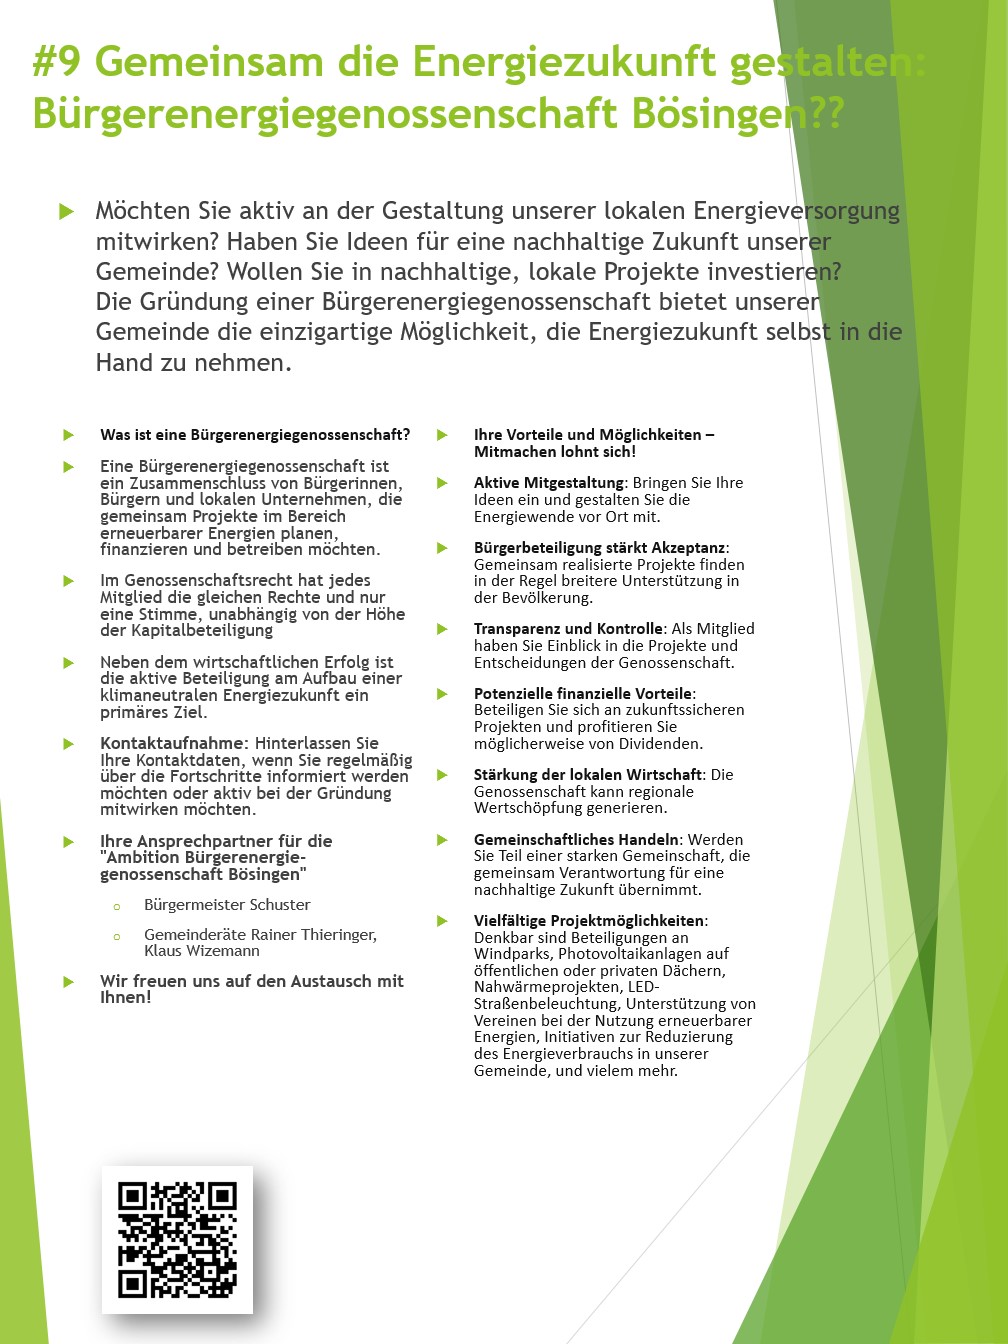 #9 Gemeinsam die Energiezukunft gestalten:
Bürgerenergiegenossenschaft Bösingen??
Möchten Sie aktiv an der Gestaltung unserer lokalen Energieversorgung
mitwirken? Haben Sie Ideen für eine nachhaltige Zukunft unserer
Gemeinde? Wollen Sie in nachhaltige, lokale Projekte investieren?
Die Gründung einer Bürgerenergiegenossenschaft bietet unserer
Gemeinde die einzigartige Möglichkeit, die Energiezukunft selbst in die
Hand zu nehmen.
Was ist eine Bürgerenergiegenossenschaft?
Eine Bürgerenergiegenossenschaft ist
ein Zusammenschluss von Bürgerinnen,
Bürgern und lokalen Unternehmen, die
gemeinsam Projekte im Bereich
erneuerbarer Energien planen,
finanzieren und betreiben möchten.
Im Genossenschaftsrecht hat jedes
Mitglied die gleichen Rechte und nur
eine Stimme, unabhängig von der Höhe
der Kapitalbeteiligung
Neben dem wirtschaftlichen Erfolg ist
die aktive Beteiligung am Aufbau einer
klimaneutralen Energiezukunft ein
primäres Ziel.
Kontaktaufnahme: Hinterlassen Sie
Ihre Kontaktdaten, wenn Sie regelmäßig
über die Fortschritte informiert werden
möchten oder aktiv bei der Gründung
mitwirken möchten.
Ihre Ansprechpartner für die
"Ambition Bürgerenergie-
genossenschaft Bösingen"
Bürgermeister Schuster
Gemeinderäte Rainer Thieringer,
Klaus Wizemann
Wir freuen uns auf den Austausch mit
Ihnen!
Ihre Vorteile und Möglichkeiten –
Mitmachen lohnt sich!
Aktive Mitgestaltung: Bringen Sie Ihre
Ideen ein und gestalten Sie die
Energiewende vor Ort mit.
Bürgerbeteiligung stärkt Akzeptanz:
Gemeinsam realisierte Projekte finden
in der Regel breitere Unterstützung in
der Bevölkerung.
Transparenz und Kontrolle: Als Mitglied
haben Sie Einblick in die Projekte und
Entscheidungen der Genossenschaft.
Potenzielle finanzielle Vorteile:
Beteiligen Sie sich an zukunftssicheren
Projekten und profitieren Sie
möglicherweise von Dividenden.
Stärkung der lokalen Wirtschaft: Die
Genossenschaft kann regionale
Wertschöpfung generieren.
Gemeinschaftliches Handeln: Werden
Sie Teil einer starken Gemeinschaft, die
gemeinsam Verantwortung für eine
nachhaltige Zukunft übernimmt.
Vielfältige Projektmöglichkeiten:
Denkbar sind Beteiligungen an
Windparks, Photovoltaikanlagen auf
öffentlichen oder privaten Dächern,
Nahwärmeprojekten, LED-
Straßenbeleuchtung, Unterstützung von
Vereinen bei der Nutzung erneuerbarer
Energien, Initiativen zur Reduzierung
des Energieverbrauchs in unserer
Gemeinde, und vielem mehr.